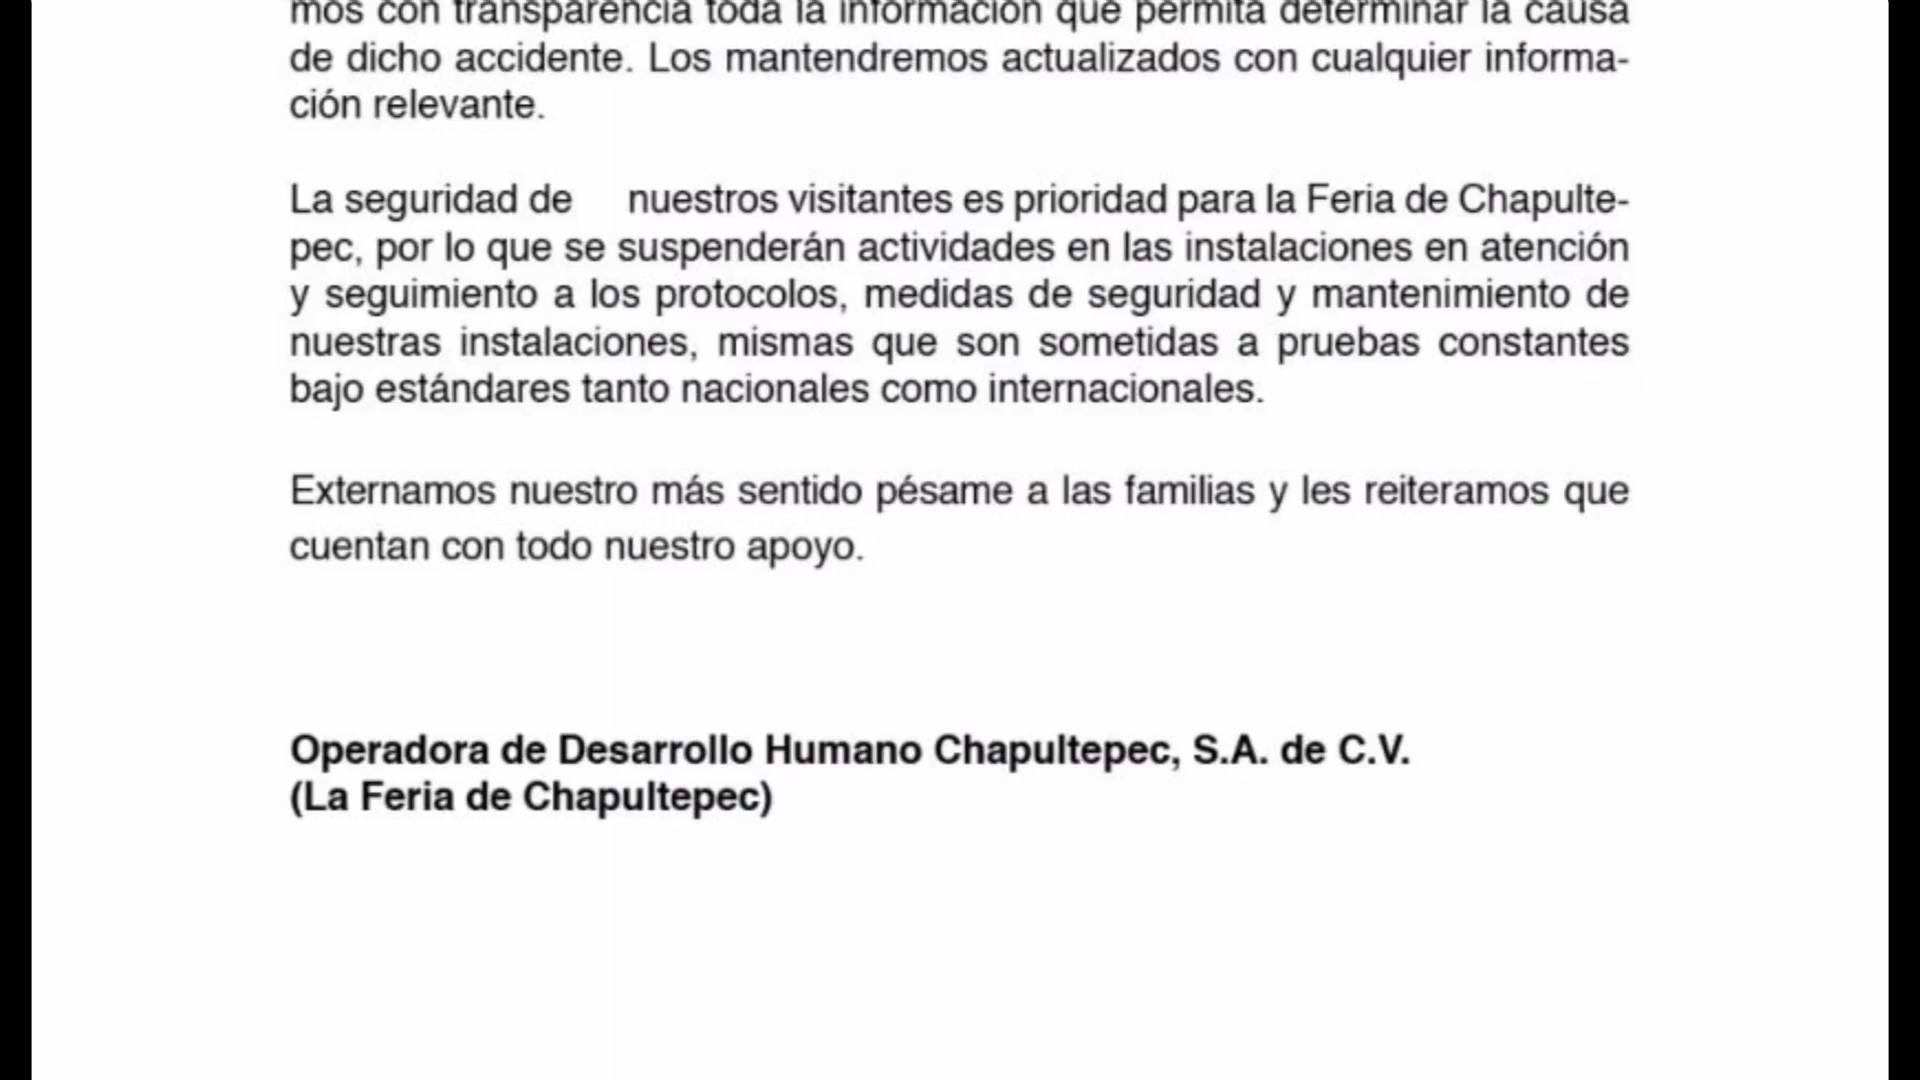 mos con transparencia toda la información que permita determinar la causa
de dicho accidente. Los mantendremos actualizados con cualquier informa-
ción relevante.
La seguridad de nuestros visitantes es prioridad para la Feria de Chapulte-
pec, por lo que se suspenderán actividades en las instalaciones en atención
y seguimiento a los protocolos, medidas de seguridad y mantenimiento de
nuestras instalaciones, mismas que son sometidas a pruebas constantes
bajo estándares tanto nacionales como internacionales.
Externamos nuestro más sentido pésame a las familias y les reiteramos que
cuentan con todo nuestro apoyo.
Operadora de Desarrollo Humano Chapultepec, S.A. de C.V.
(La Feria de Chapultepec)